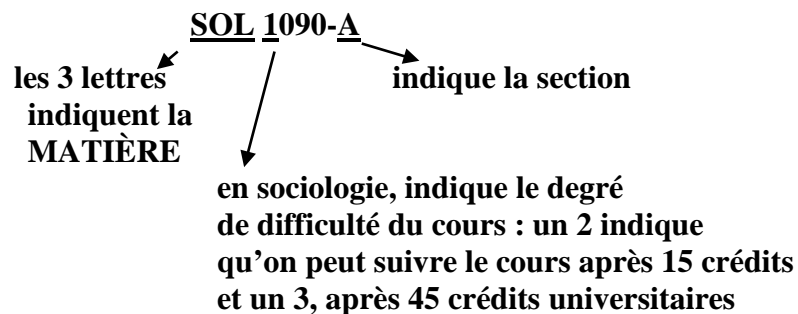 SOL 1090-A
les 3 lettres
indiquent la
MATIÈRE
indique la section
en sociologie, indique le degré
de difficulté du cours : un 2 indique
qu’on peut suivre le cours après 15 crédits
et un 3, après 45 crédits universitaires